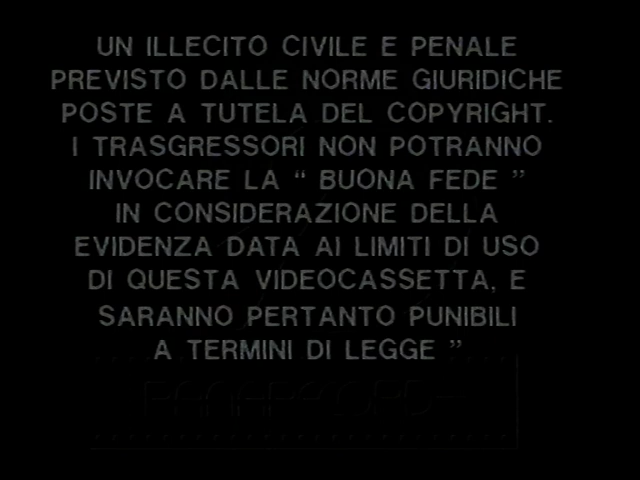 UN ILLECITO CIVILE E PENALE
PREVISTO DALLE NORME GIURIDICHE
POSTE A TUTELA DEL COPYRIGHT.
I TRASGRESSORI NON POTRANNO
INVOCARE LA “ BUONA FEDE ”
IN CONSIDERAZIONE DELLA
EVIDENZA DATA AI LIMITI DI USO
DI QUESTA VIDEOCASSETTA, E
SARANNO PERTANTO PUNIBILI
A TERMINI DI LEGGE ”